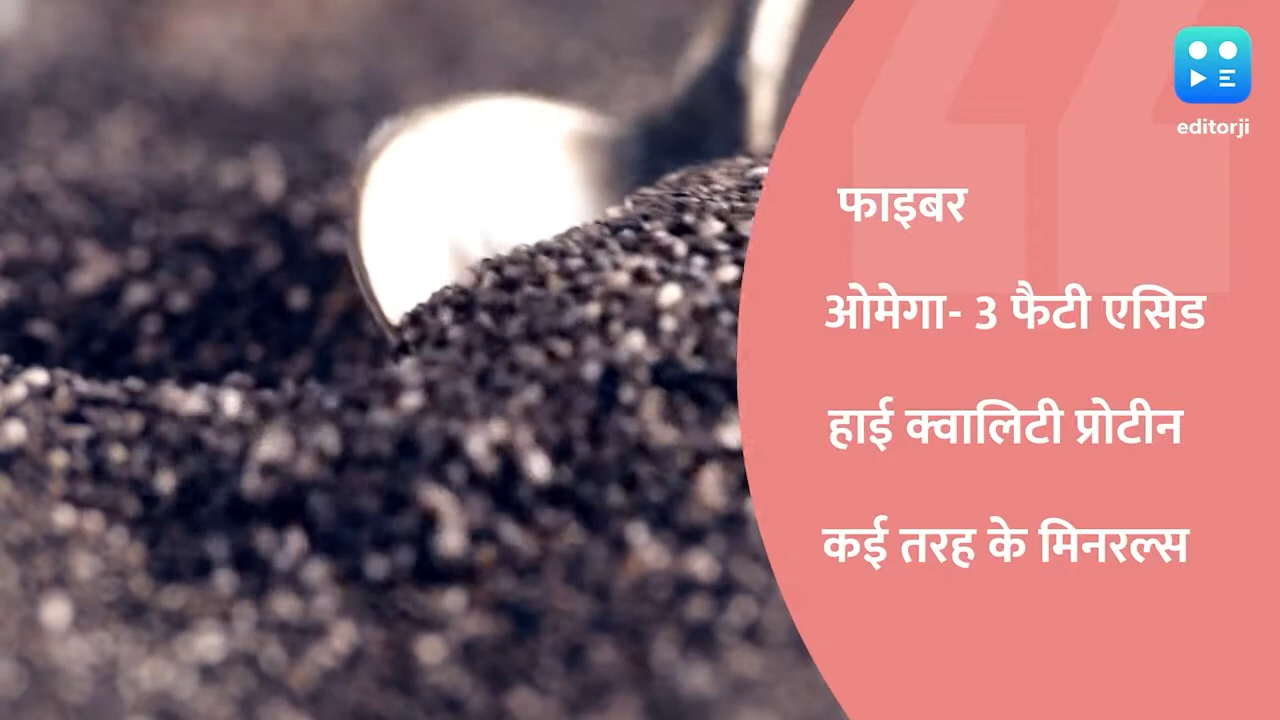 editorji
फाइबर
ओमेगा- 3 फैटी एसिड
हाई क्वालिटी प्रोटीन
कई तरह के मिनरल्स